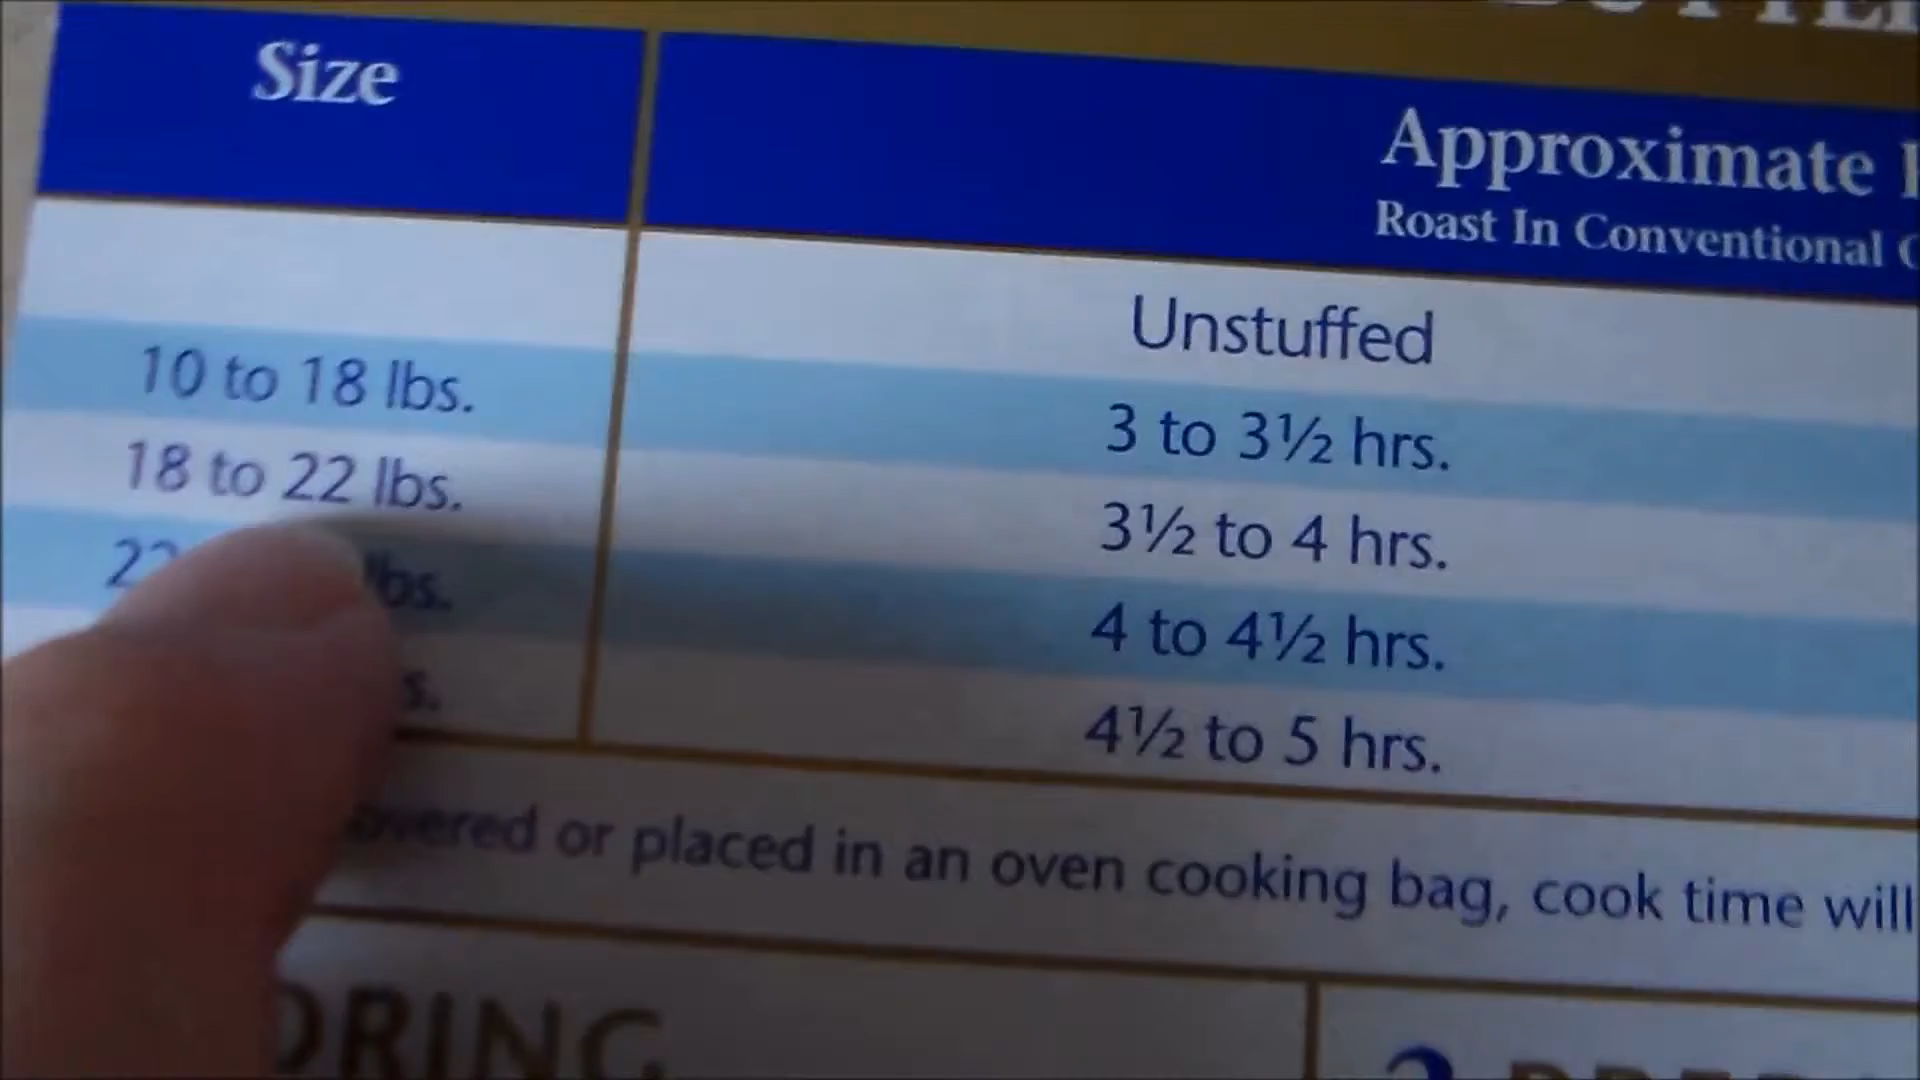 Size
Approximate
Roast In Conventional
Unstuffed
10 to 18 lbs.
3 to 3½ hrs.
18 to 22 lbs.
3½ to 4 hrs.
lbs.
4 to 4½ hrs.
4½ to 5 hrs.
or placed in an oven cooking bag, cook time will